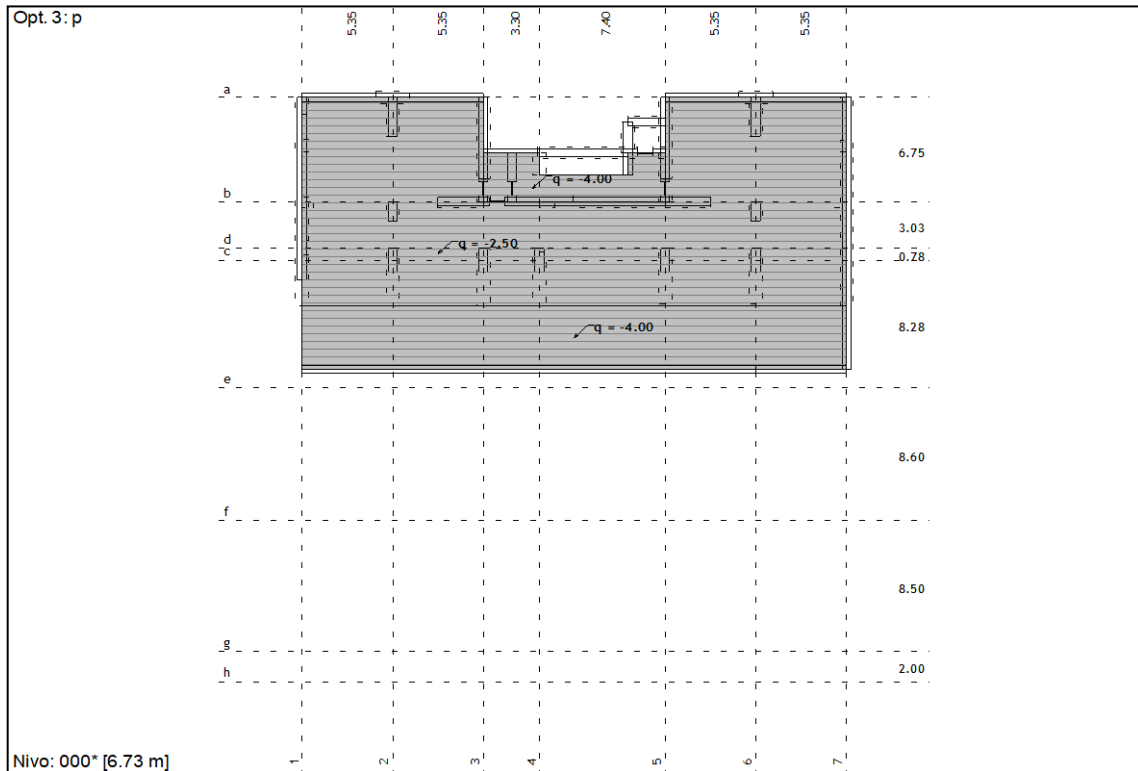 Opt. 3: p
5.35
5.35
3.30
7.40
5.35
5.35
a
6.75
q = -4.00
b
3.03
d
q = -2.50
c
0.78
q = -4.00
8.28
e
8.60
f
8.50
g
2.00
h
Nivo: 000* [6.73 m]
1
2
3
4
5
6
7